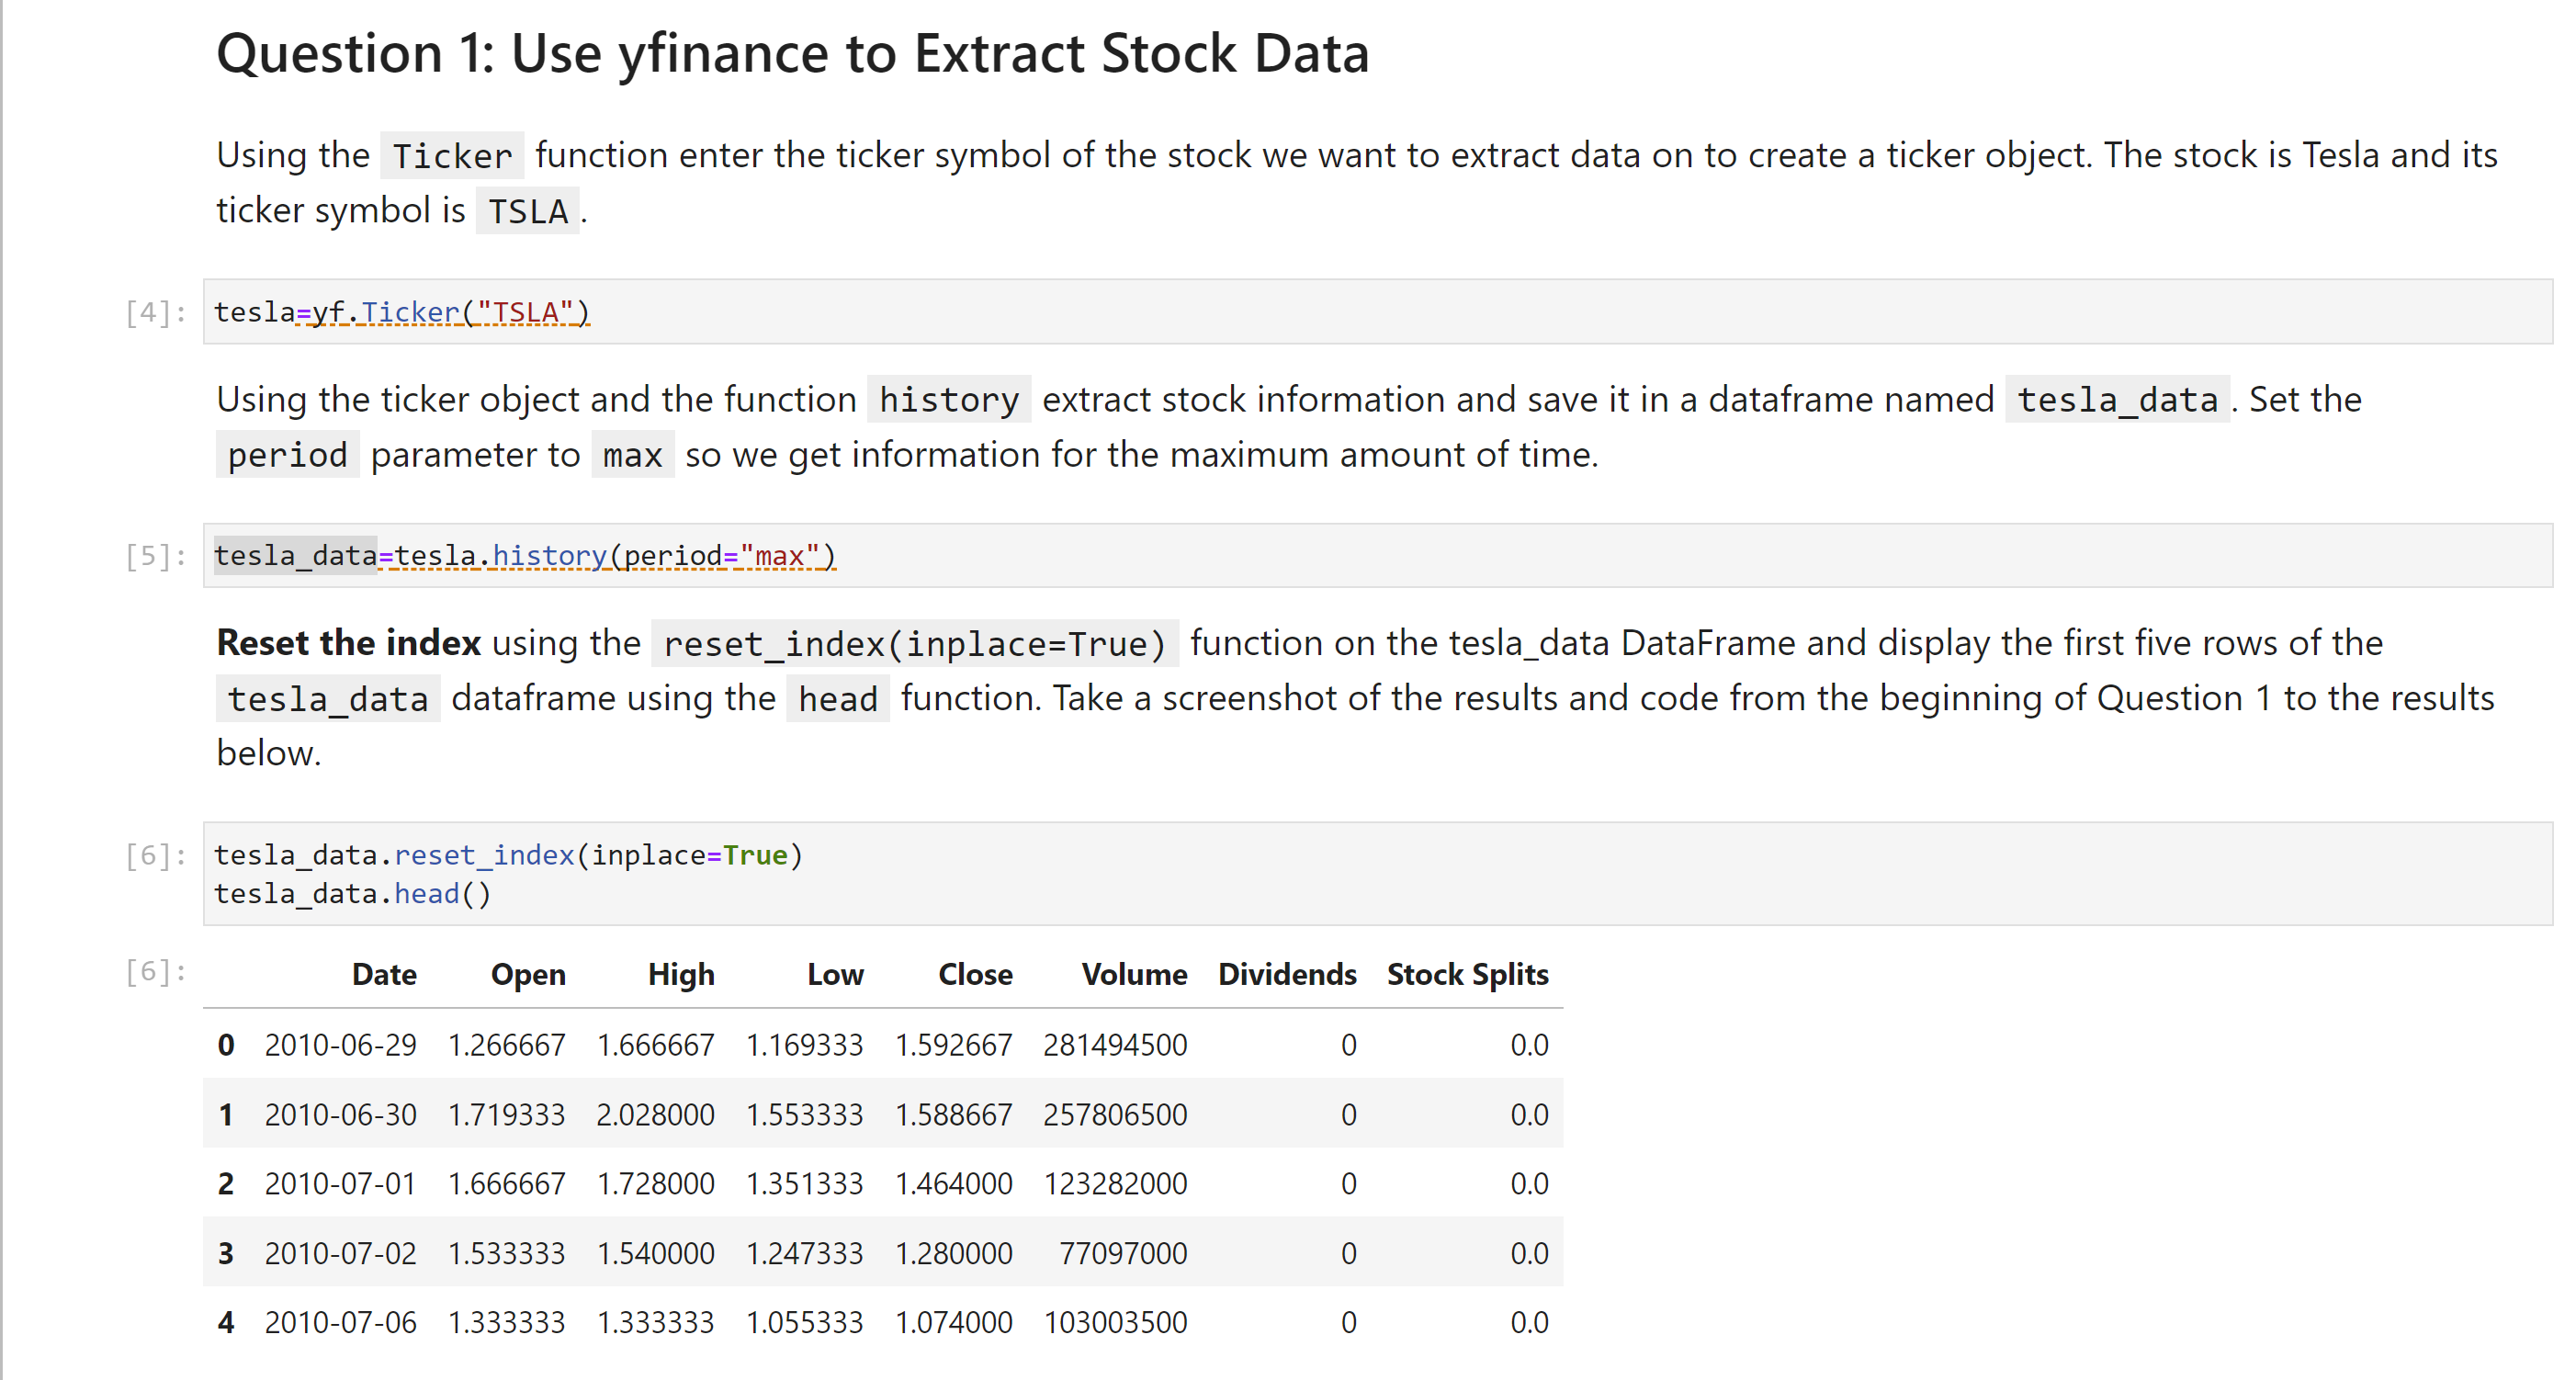 Question 1: Use yfinance to Extract Stock Data
Using the Ticker function enter the ticker symbol of the stock we want to extract data on to create a ticker object. The stock is Tesla and its
ticker symbol is TSLA .
[4]: tesla=yf.Ticker("TSLA")
Using the ticker object and the function history extract stock information and save it in a dataframe named tesla_data . Set the
period parameter to max so we get information for the maximum amount of time.
[5]: tesla_data=tesla.history(period="max")
Reset the index using the reset_index(inplace=True) function on the tesla_data DataFrame and display the first five rows of the
tesla_data dataframe using the head function. Take a screenshot of the results and code from the beginning of Question 1 to the results
below.
[6]: tesla_data.reset_index(inplace=True)
tesla_data.head()
[6]: Date Open High Low Close Volume Dividends Stock Splits
0 2010-06-29 1.266667 1.666667 1.169333 1.592667 281494500 0 0.0
1 2010-06-30 1.719333 2.028000 1.553333 1.588667 257806500 0 0.0
2 2010-07-01 1.666667 1.728000 1.351333 1.464000 123282000 0 0.0
3 2010-07-02 1.533333 1.540000 1.247333 1.280000 77097000 0 0.0
4 2010-07-06 1.333333 1.333333 1.055333 1.074000 103003500 0 0.0